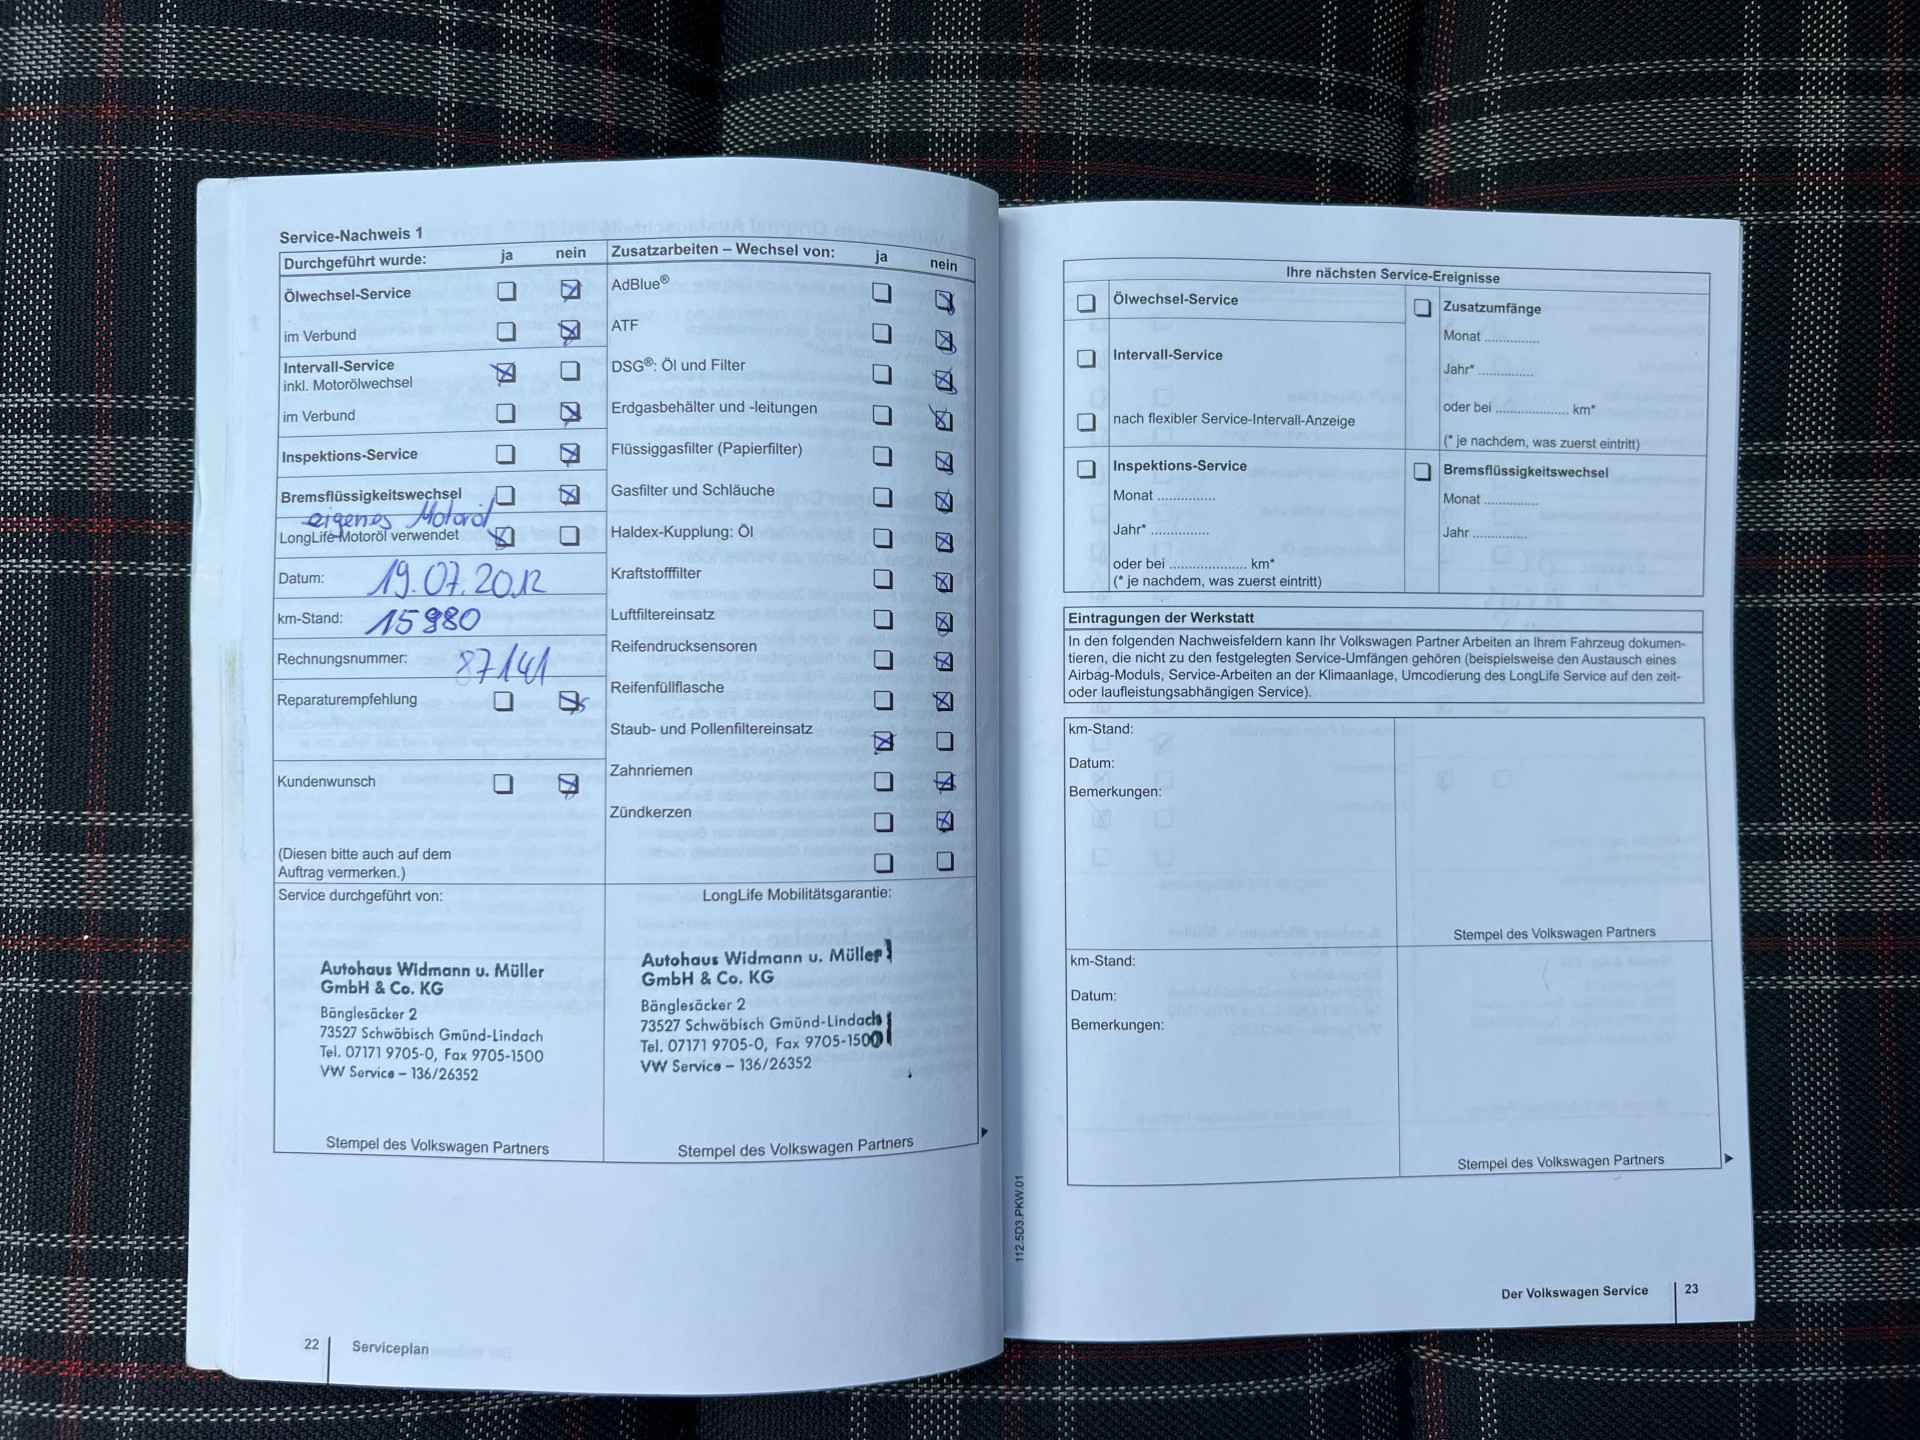 Service-Nachweis 1
Durchgeführt wurde: ja nein
Ölwechsel-Service
im Verbund
Intervall-Service
inkl. Motorölwechsel
im Verbund
Inspektions-Service
Bremsflüssigkeitswechsel
eigenes Motoröl
LongLife-Motoröl verwendet
Datum: 19.07.2012
km-Stand: 15980
Rechnungsnummer: 87141
Reparaturempfehlung
Kundenwunsch
(Diesen bitte auch auf dem
Auftrag vermerken.)
Zusatzarbeiten – Wechsel von: ja nein
AdBlue®
ATF
DSG®: Öl und Filter
Erdgasbehälter und -leitungen
Flüssiggasfilter (Papierfilter)
Gasfilter und Schläuche
Haldex-Kupplung: Öl
Kraftstofffilter
Luftfiltereinsatz
Reifendrucksensoren
Reifenfüllflasche
Staub- und Pollenfiltereinsatz
Zahnriemen
Zündkerzen
Service durchgeführt von:
Autohaus Widmann u. Müller
GmbH & Co. KG
Bänglesäcker 2
73527 Schwäbisch Gmünd-Lindach
Tel. 07171 9705-0, Fax 9705-1500
VW Service – 136/26352
Stempel des Volkswagen Partners
LongLife Mobilitätsgarantie:
Autohaus Widmann u. Müller
GmbH & Co. KG
Bänglesäcker 2
73527 Schwäbisch Gmünd-Lindach
Tel. 07171 9705-0, Fax 9705-1500
VW Service – 136/26352
Stempel des Volkswagen Partners
22 Serviceplan
Ihre nächsten Service-Ereignisse
Ölwechsel-Service
Intervall-Service
nach flexibler Service-Intervall-Anzeige
Inspektions-Service
Monat ...............
Jahr* ...............
oder bei .................... km*
(* je nachdem, was zuerst eintritt)
Zusatzumfänge
Monat ..............
Jahr* ..............
oder bei ................... km*
(* je nachdem, was zuerst eintritt)
Bremsflüssigkeitswechsel
Monat ..............
Jahr ..............
Eintragungen der Werkstatt
In den folgenden Nachweisfeldern kann Ihr Volkswagen Partner Arbeiten an Ihrem Fahrzeug dokumen-
tieren, die nicht zu den festgelegten Service-Umfängen gehören (beispielsweise den Austausch eines
Airbag-Moduls, Service-Arbeiten an der Klimaanlage, Umcodierung des LongLife Service auf den zeit-
oder laufleistungsabhängigen Service).
km-Stand:
Datum:
Bemerkungen:
Stempel des Volkswagen Partners
km-Stand:
Datum:
Bemerkungen:
Stempel des Volkswagen Partners
112.5D3.PKW.01
Der Volkswagen Service 23